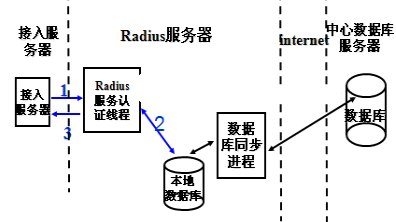 接入服
务器
Radius服务器
internet
中心数据库
服务器
接入
服务器
1
3
Radius
服务认
证线程
2
数据
库同步
进程
数据库
本地
数据库